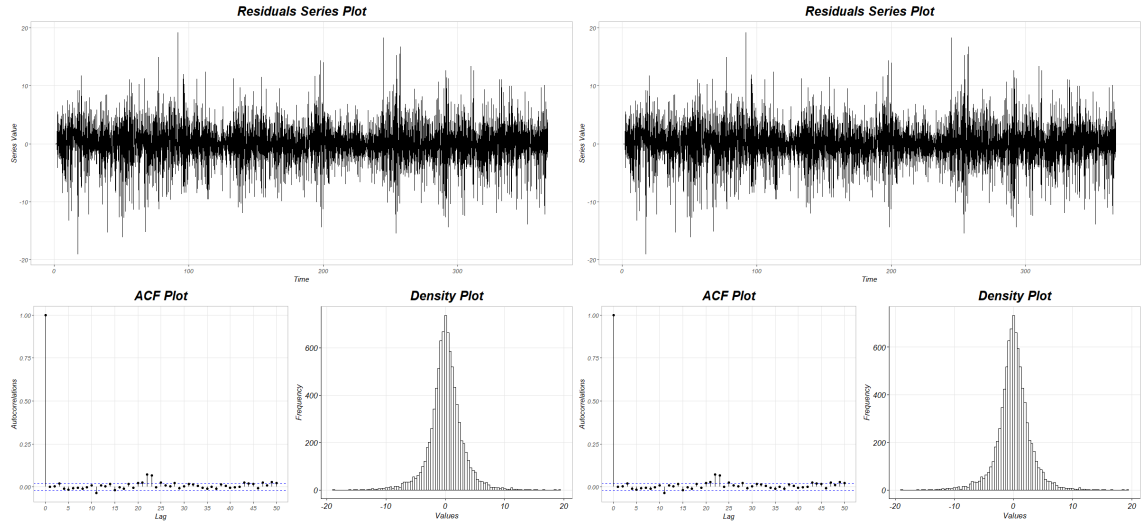 Residuals Series Plot
20
10
0
-10
-20
Series Value
0
100
200
300
Time
Residuals Series Plot
20
10
0
-10
-20
Series Value
0
100
200
300
Time
ACF Plot
1.00
0.75
0.50
0.25
0.00
Autocorrelations
0 5 10 15 20 25 30 35 40 45 50
Lag
Density Plot
600
400
200
0
Frequency
-20 -10 0 10 20
Values
ACF Plot
1.00
0.75
0.50
0.25
0.00
Autocorrelations
0 5 10 15 20 25 30 35 40 45 50
Lag
Density Plot
600
400
200
0
Frequency
-20 -10 0 10 20
Values